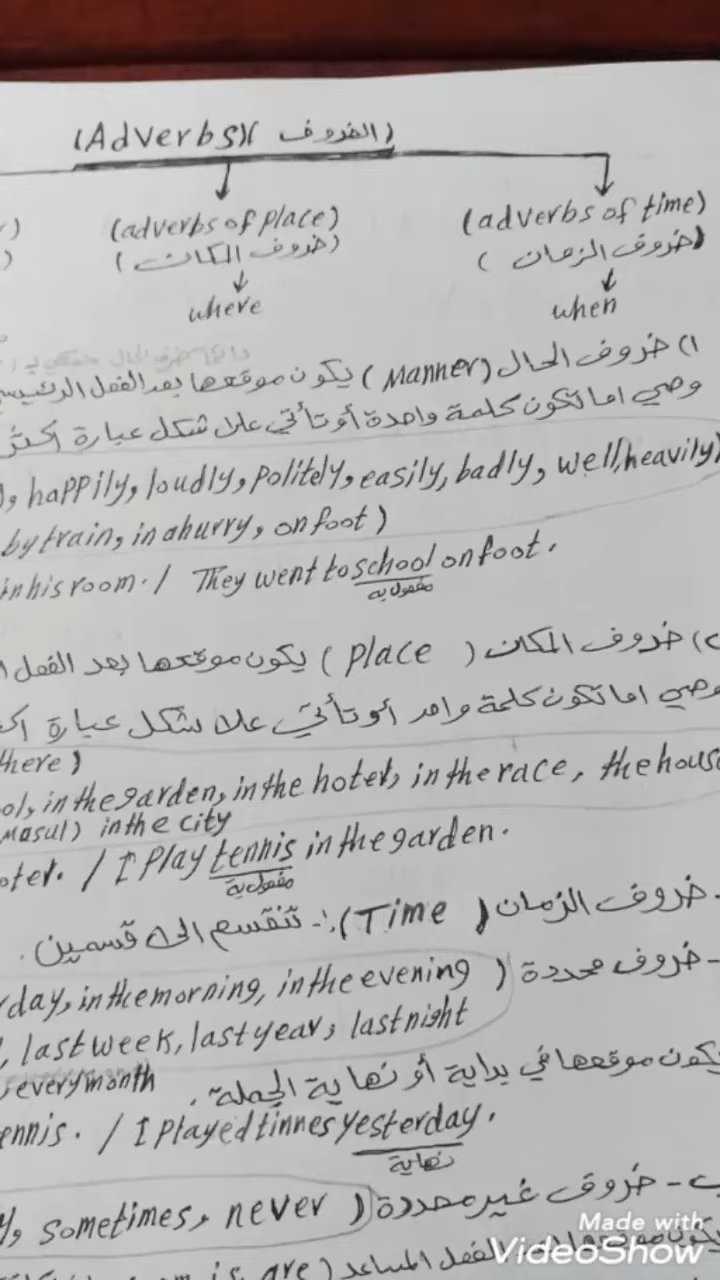 (Adverbs)( الظروف )
(adverbs of place) (adverbs of time)
(ظروف المكان) (ظروف الزمان)
where when
١) ظروف الحال (Manner) يكون موقعها بعد الفعل
وهي اما تكون كلمة واحدة أو تأتي على شكل عبارة
happily, loudly, politely, easily, badly, well, heavily)
by train, in a hurry, on foot)
in his room. / They went to school on foot.
مفعول به
٢) ظروف المكان ( place ) يكون موقعها بعد الفعل
وهي اما تكون كلمة واحد أو تأتي على شكل عبارة
there)
in the garden, in the hotel, in the race, the house
Masul) in the city
/ I Play tennis in the garden.
مفعول به
ظروف الزمان ( Time ):- تنقسم الى قسمين.
- ظروف محددة ( day, in the morning, in the evening
, last week, last year, last night
, every month
يكون موقعها في بداية أو نهاية الجملة.
ennis. / I Played tinnes yesterday.
نهاية
ب- ظروف غير محددة ( sometimes, never
الفعل المساعد ( is, are
Made with
VideoShow